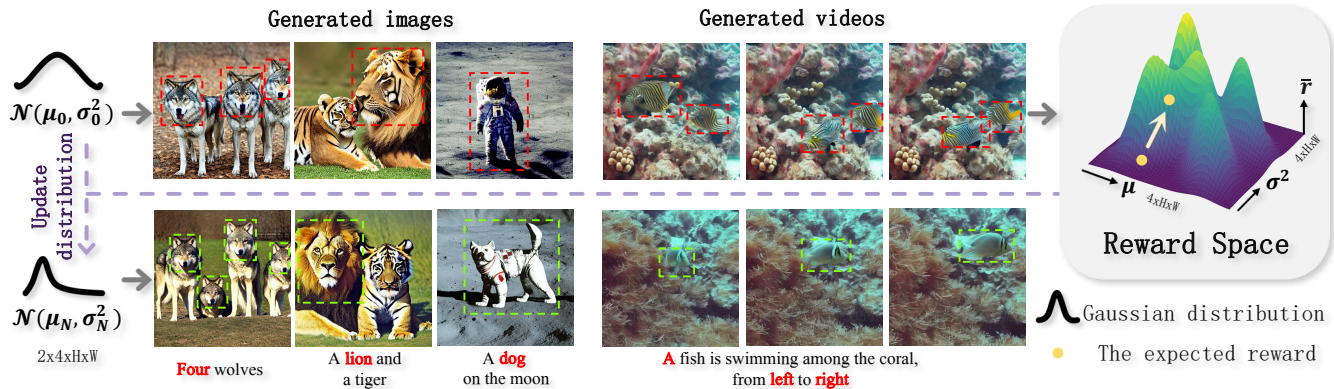 Generated images
Generated videos
𝒩(μ₀, σ₀²)
Update
distribution
𝒩(μ_N, σ_N²)
2x4xHxW
Four wolves
A lion and
a tiger
A dog
on the moon
A fish is swimming among the coral,
from left to right
r̄
4xHxW
μ
4xHxW
σ²
Reward Space
Gaussian distribution
The expected reward